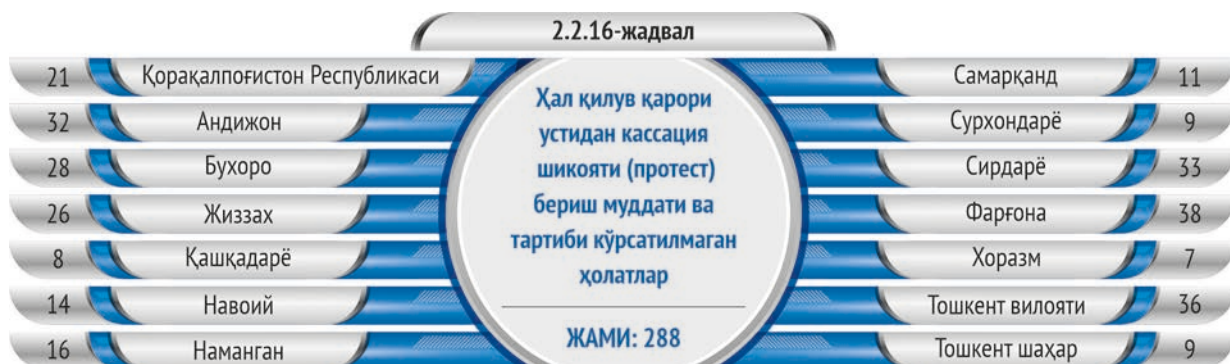 2.2.16-жадвал
21 Қорақалпоғистон Республикаси
32 Андижон
28 Бухоро
26 Жиззах
8 Қашқадарё
14 Навоий
16 Наманган
Ҳал қилув қарори
устидан кассация
шикояти (протест)
бериш муддати ва
тартиби кўрсатилмаган
ҳолатлар
ЖАМИ: 288
Самарқанд 11
Сурхондарё 9
Сирдарё 33
Фарғона 38
Хоразм 7
Тошкент вилояти 36
Тошкент шаҳар 9